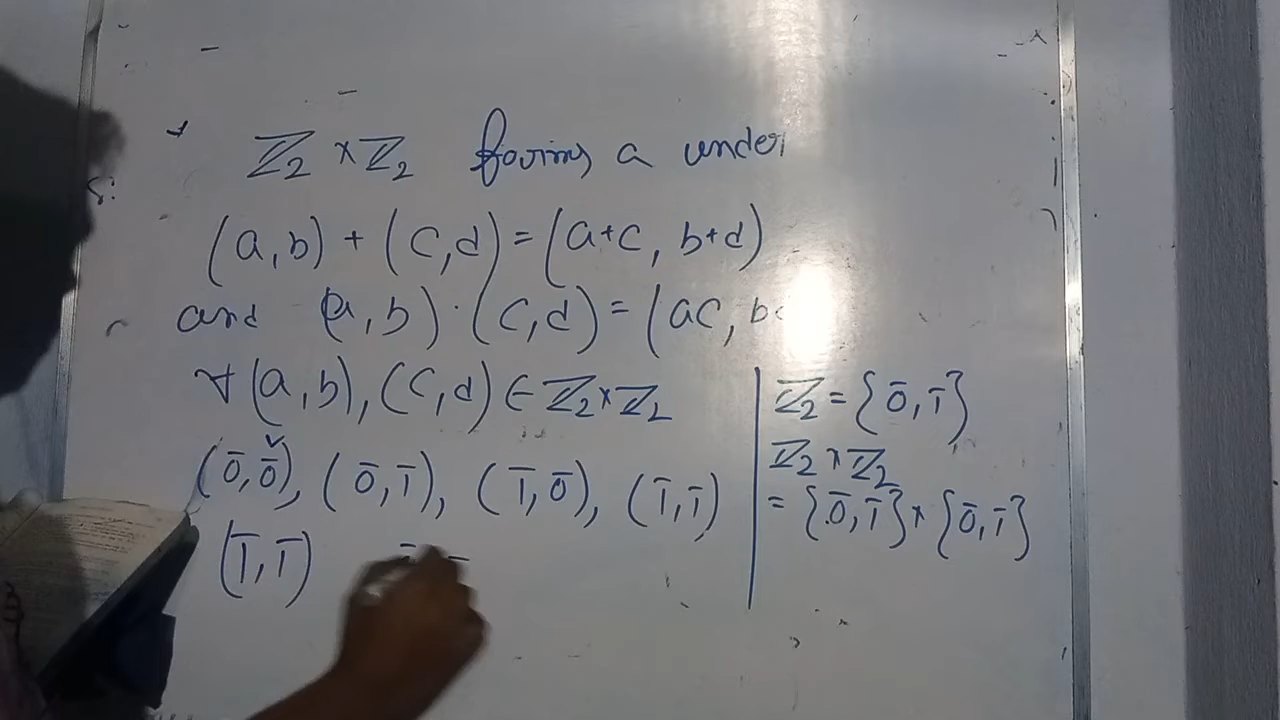 Z₂ × Z₂ forms a under
(a, b) + (c, d) = (a+c, b+d)
and (a, b) · (c, d) = (ac, b
∀ (a, b), (c, d) ∈ Z₂ × Z₂
(0̄, 0̄), (0̄, 1̄), (1̄, 0̄), (1̄, 1̄)
(1̄, 1̄)
Z₂ = {0̄, 1̄}
Z₂ × Z₂
= {0̄, 1̄} × {0̄, 1̄}